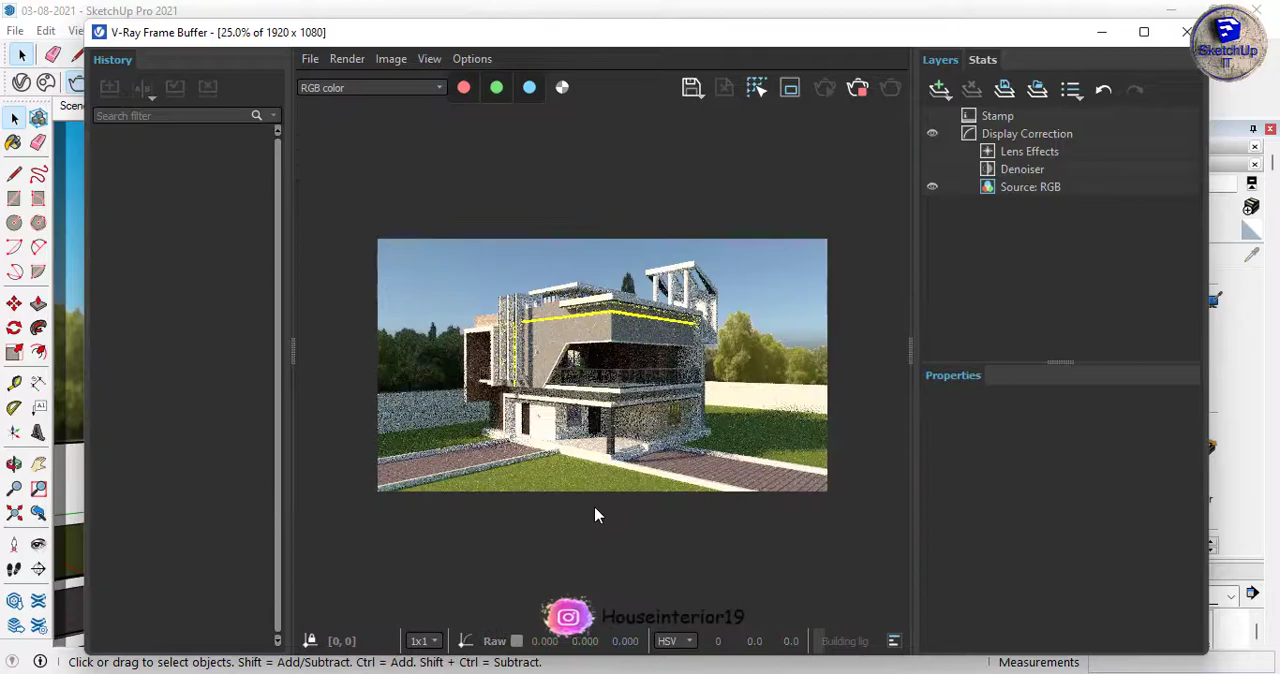 03-08-2021 - SketchUp Pro 2021
File Edit
V-Ray Frame Buffer - [25.0% of 1920 x 1080]
SketchUp
IT
History
File Render Image View Options
Layers Stats
RGB color
Scene
Search filter
Stamp
Display Correction
Lens Effects
Denoiser
Source: RGB
Properties
Houseinterior19
[0, 0]
1x1
Raw
0.000
0.000
0.000
HSV
0
0.0
0.0
Building lig
Click or drag to select objects. Shift = Add/Subtract. Ctrl = Add. Shift + Ctrl = Subtract.
Measurements